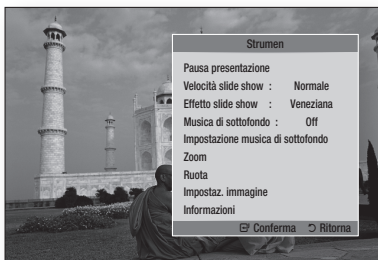 Strumen
Pausa presentazione
Velocità slide show : Normale
Effetto slide show : Veneziana
Musica di sottofondo : Off
Impostazione musica di sottofondo
Zoom
Ruota
Impostaz. immagine
Informazioni
Conferma Ritorna